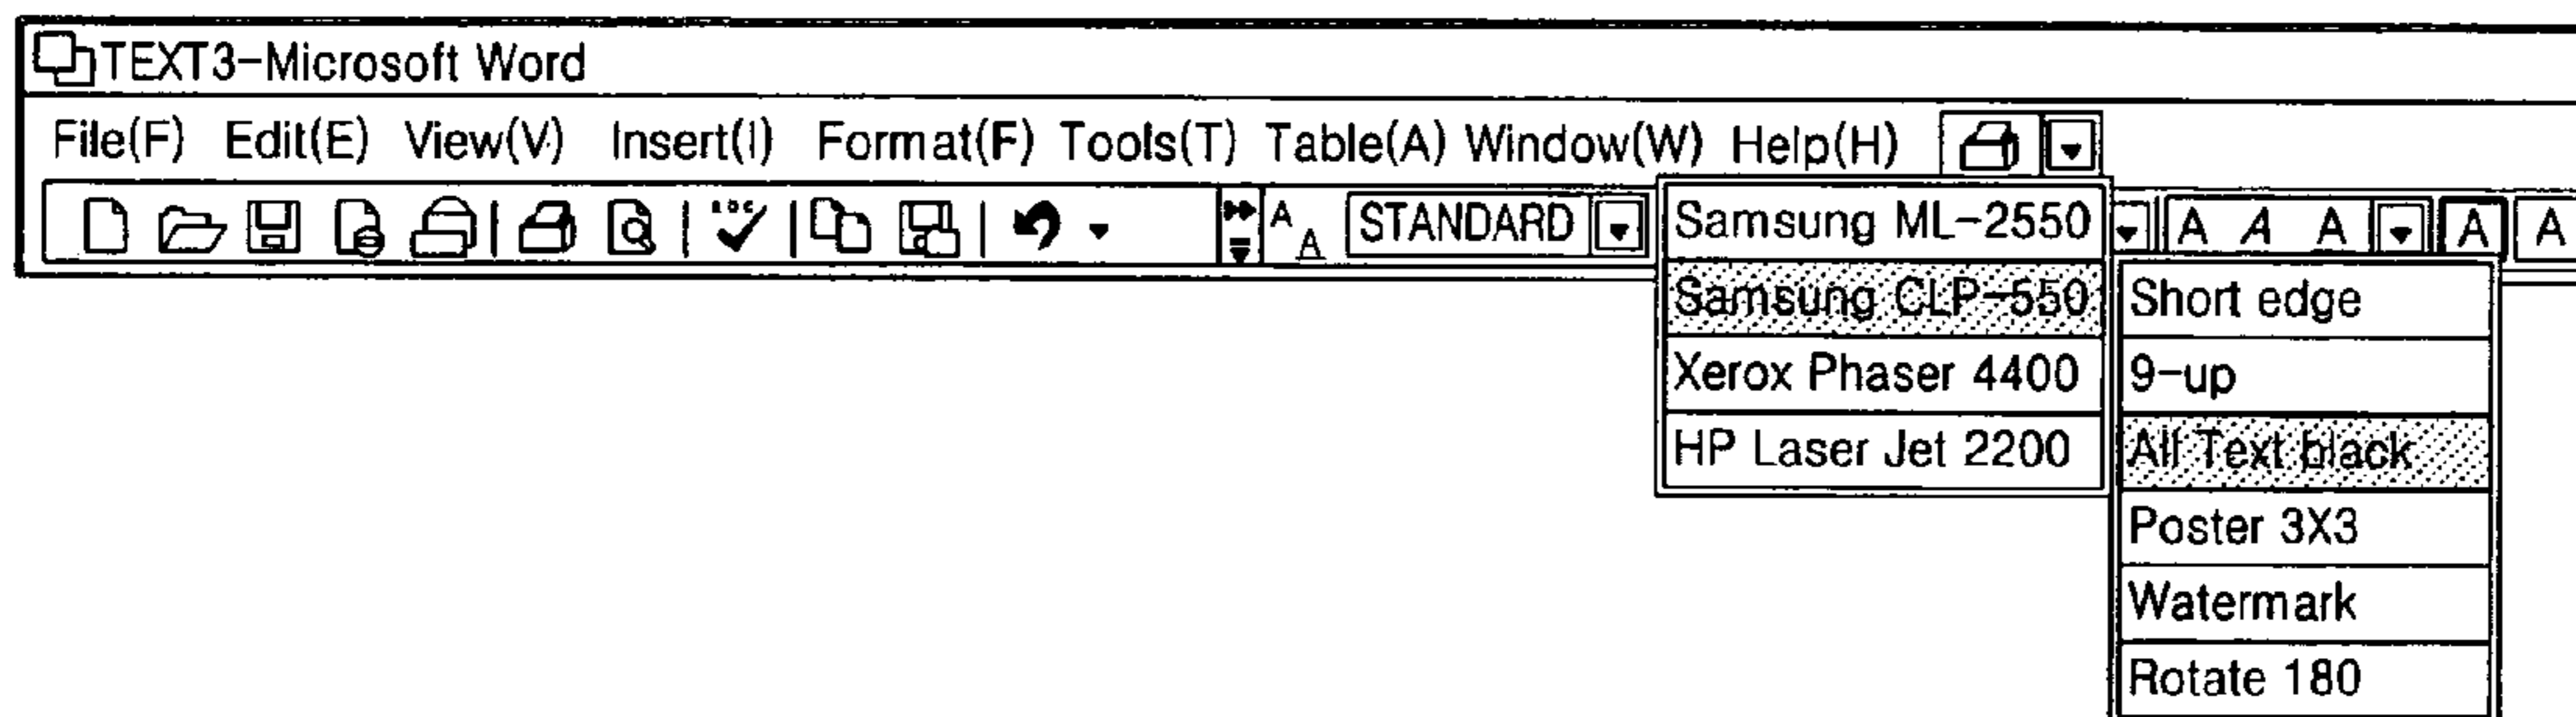 TEXT3-Microsoft Word
File(F) Edit(E) View(V) Insert(I) Format(F) Tools(T) Table(A) Window(W) Help(H)
A A STANDARD A A A A A
Samsung ML-2550
Samsung CLP-550
Xerox Phaser 4400
HP Laser Jet 2200
Short edge
9-up
All Text black
Poster 3X3
Watermark
Rotate 180